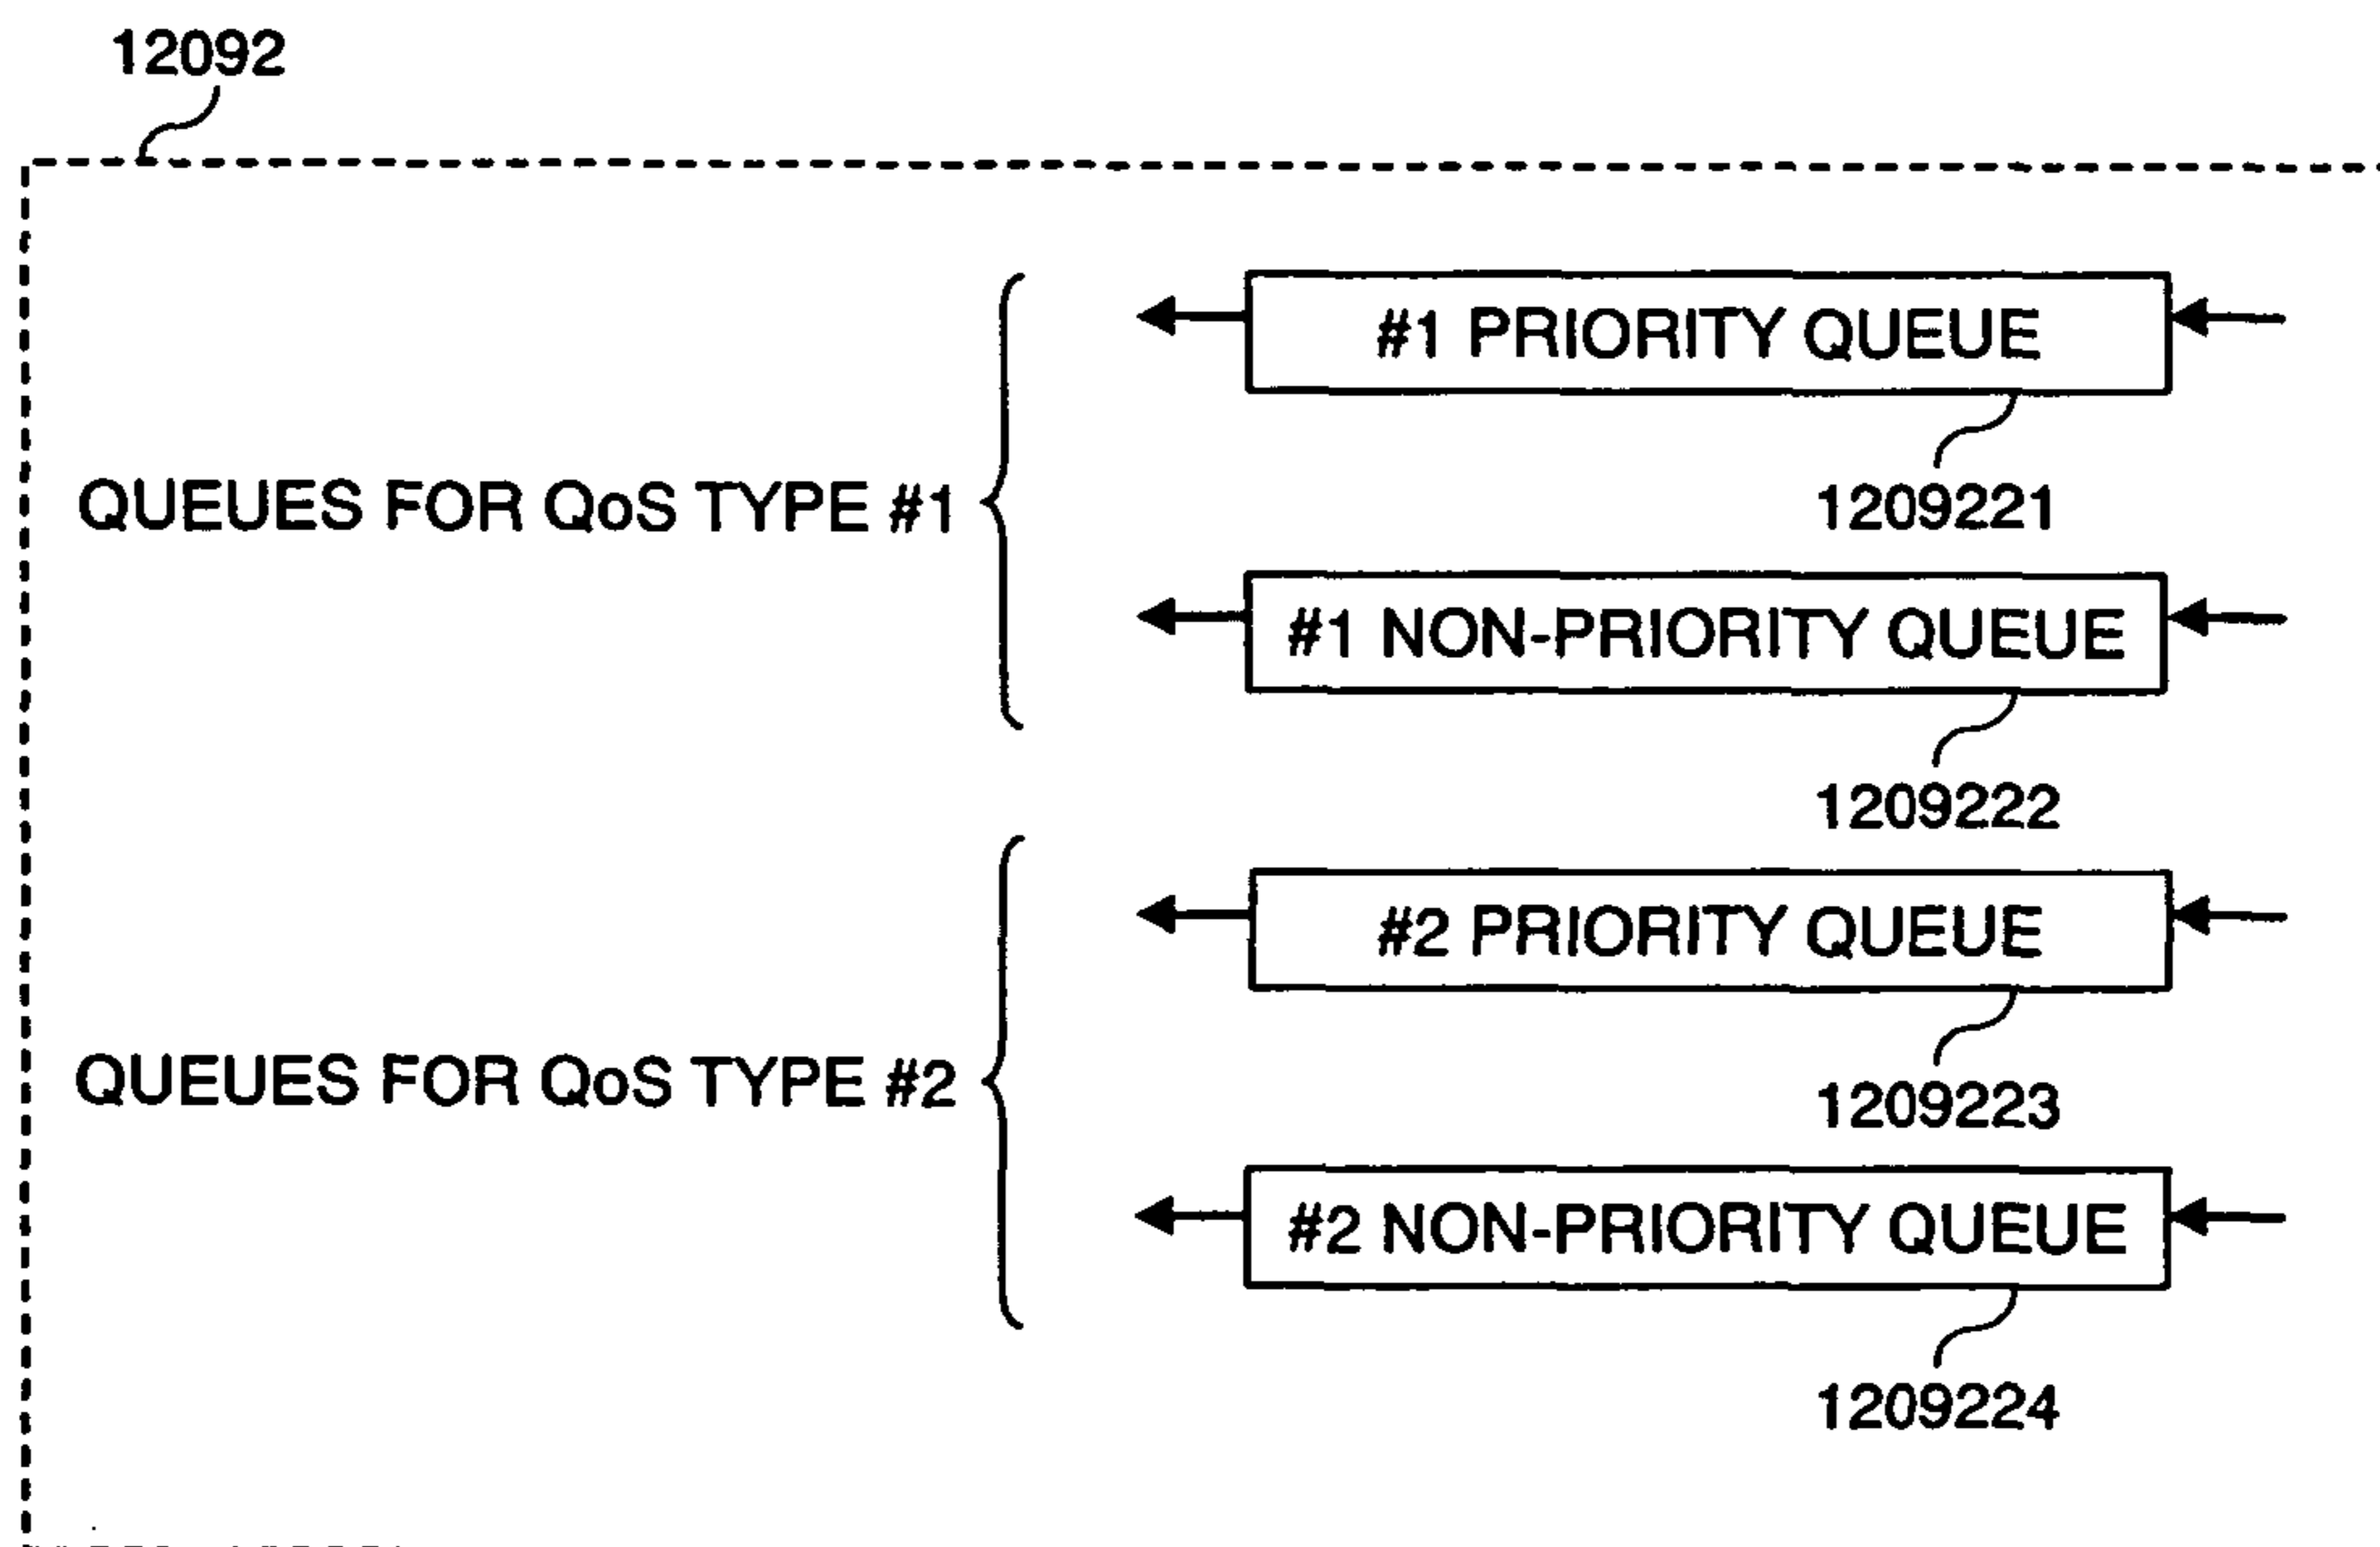 12092
QUEUES FOR QoS TYPE #1
#1 PRIORITY QUEUE
1209221
#1 NON-PRIORITY QUEUE
1209222
QUEUES FOR QoS TYPE #2
#2 PRIORITY QUEUE
1209223
#2 NON-PRIORITY QUEUE
1209224